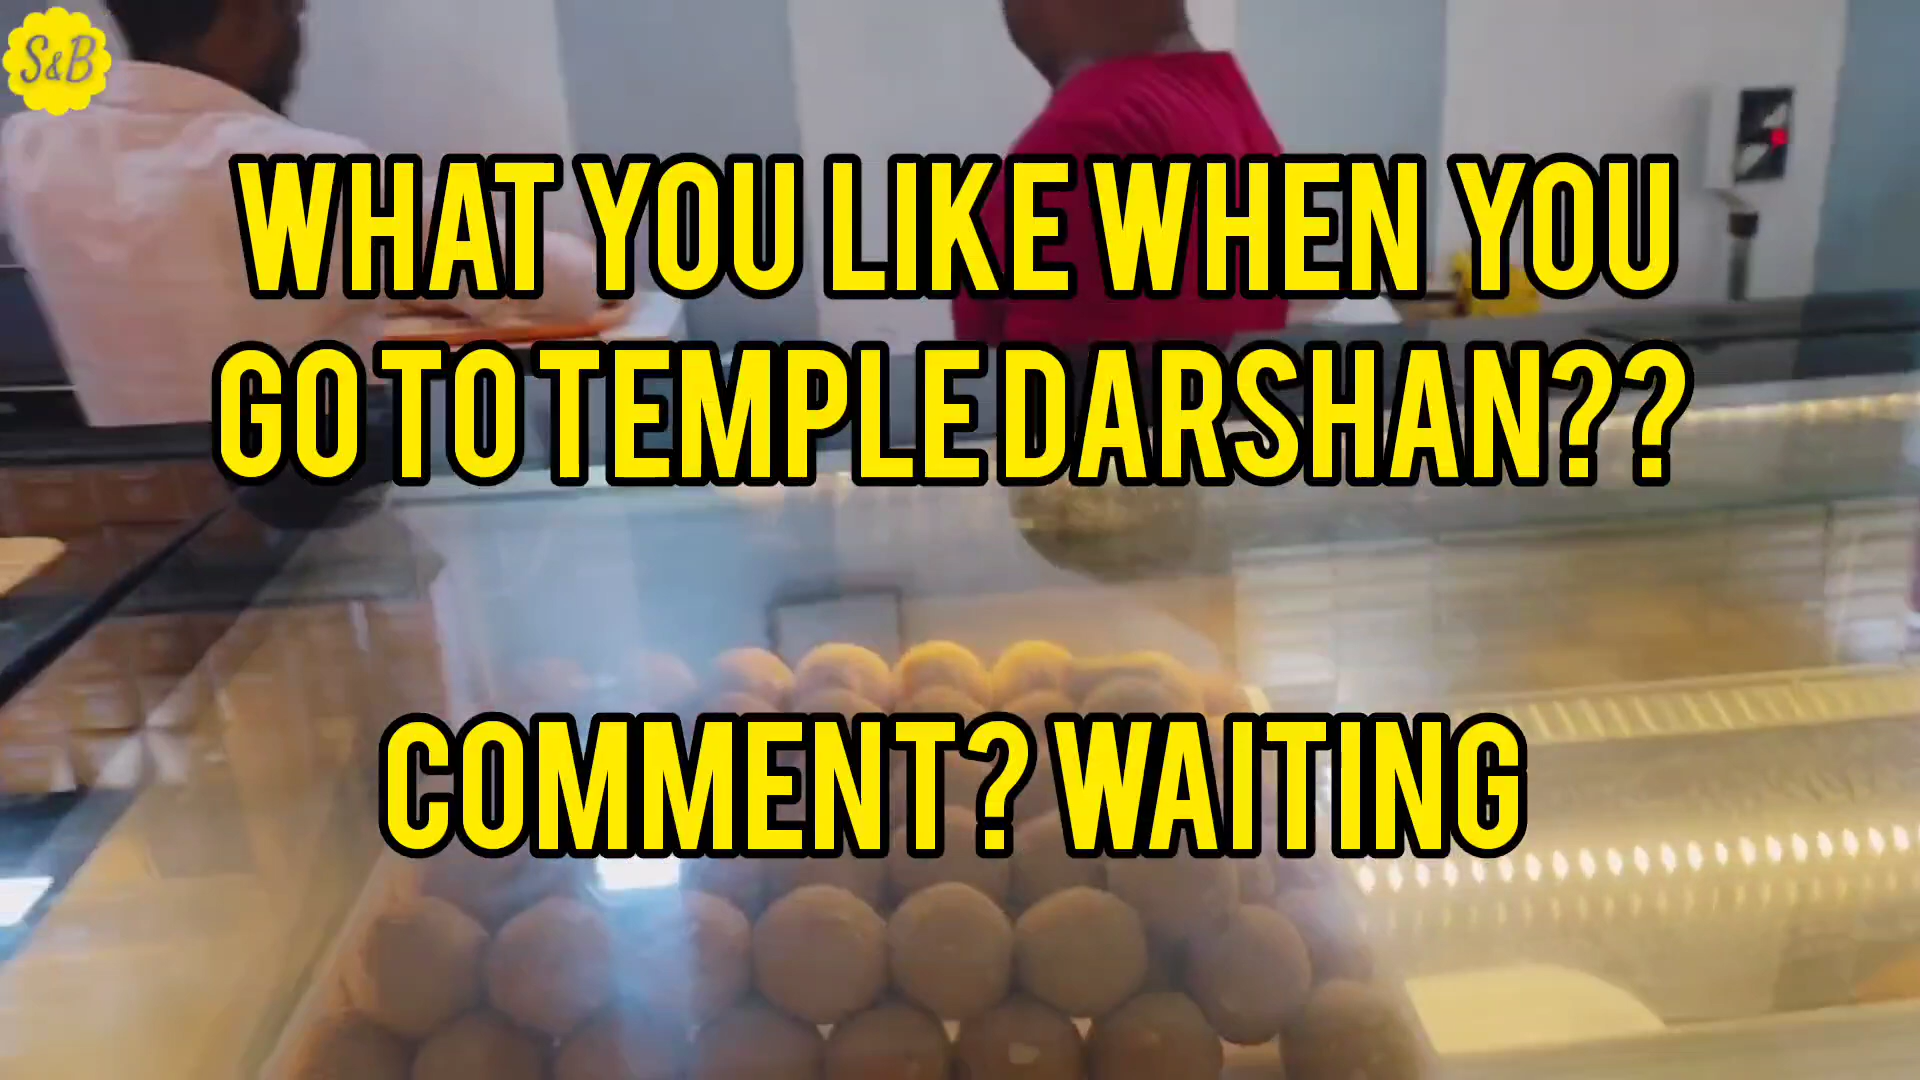 S&B
WHAT YOU LIKE WHEN YOU
GO TO TEMPLE DARSHAN??
COMMENT? WAITING